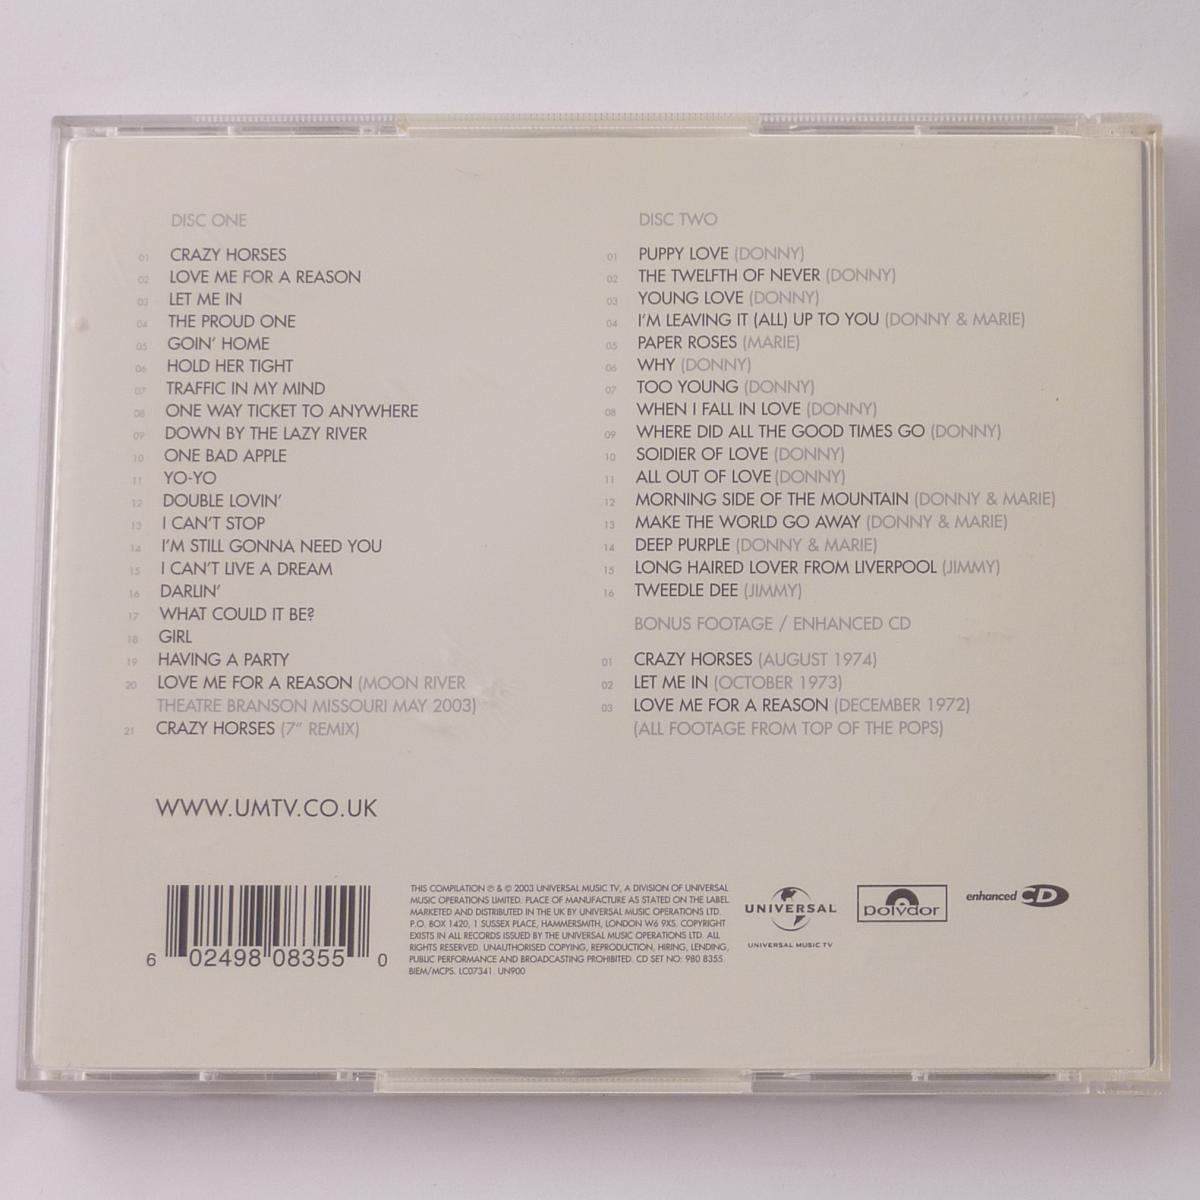 DISC ONE
01 CRAZY HORSES
02 LOVE ME FOR A REASON
03 LET ME IN
04 THE PROUD ONE
05 GOIN' HOME
06 HOLD HER TIGHT
07 TRAFFIC IN MY MIND
08 ONE WAY TICKET TO ANYWHERE
09 DOWN BY THE LAZY RIVER
10 ONE BAD APPLE
11 YO-YO
12 DOUBLE LOVIN'
13 I CAN'T STOP
14 I'M STILL GONNA NEED YOU
15 I CAN'T LIVE A DREAM
16 DARLIN'
17 WHAT COULD IT BE?
18 GIRL
19 HAVING A PARTY
20 LOVE ME FOR A REASON (MOON RIVER
THEATRE BRANSON MISSOURI MAY 2003)
21 CRAZY HORSES (7" REMIX)
DISC TWO
01 PUPPY LOVE (DONNY)
02 THE TWELFTH OF NEVER (DONNY)
03 YOUNG LOVE (DONNY)
04 I'M LEAVING IT (ALL) UP TO YOU (DONNY & MARIE)
05 PAPER ROSES (MARIE)
06 WHY (DONNY)
07 TOO YOUNG (DONNY)
08 WHEN I FALL IN LOVE (DONNY)
09 WHERE DID ALL THE GOOD TIMES GO (DONNY)
10 SOIDIER OF LOVE (DONNY)
11 ALL OUT OF LOVE (DONNY)
12 MORNING SIDE OF THE MOUNTAIN (DONNY & MARIE)
13 MAKE THE WORLD GO AWAY (DONNY & MARIE)
14 DEEP PURPLE (DONNY & MARIE)
15 LONG HAIRED LOVER FROM LIVERPOOL (JIMMY)
16 TWEEDLE DEE (JIMMY)
BONUS FOOTAGE / ENHANCED CD
01 CRAZY HORSES (AUGUST 1974)
02 LET ME IN (OCTOBER 1973)
03 LOVE ME FOR A REASON (DECEMBER 1972)
(ALL FOOTAGE FROM TOP OF THE POPS)
WWW.UMTV.CO.UK
6 02498 08355 0
THIS COMPILATION ℗ & © 2003 UNIVERSAL MUSIC TV, A DIVISION OF UNIVERSAL
MUSIC OPERATIONS LIMITED. PLACE OF MANUFACTURE AS STATED ON THE LABEL
MARKETED AND DISTRIBUTED IN THE UK BY UNIVERSAL MUSIC OPERATIONS LTD.
P.O. BOX 1420, 1 SUSSEX PLACE, HAMMERSMITH, LONDON W6 9XS. COPYRIGHT
EXISTS IN ALL RECORDS ISSUED BY THE UNIVERSAL MUSIC OPERATIONS LTD. ALL
RIGHTS RESERVED. UNAUTHORISED COPYING, REPRODUCTION, HIRING, LENDING,
PUBLIC PERFORMANCE AND BROADCASTING PROHIBITED. CD SET NO: 980 8355.
BIEM/MCPS. LC07341. UN900
UNIVERSAL
UNIVERSAL MUSIC TV
polydor
enhanced CD